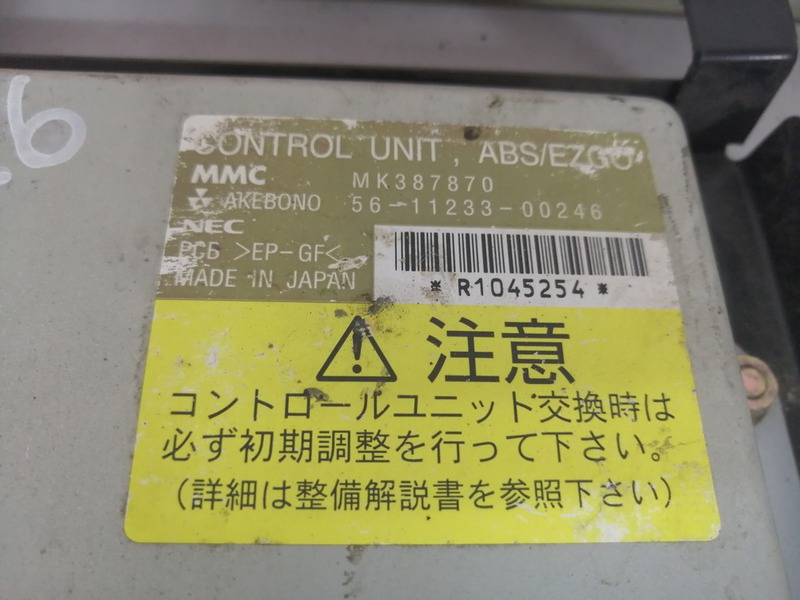 6
CONTROL UNIT, ABS/EZGO
MMC MK387870
AKEBONO 56-11233-00246
NEC
PCB >EP-GF<
MADE IN JAPAN
* R1045254 *
注意
コントロールユニット交換時は
必ず初期調整を行って下さい。
(詳細は整備解説書を参照下さい)